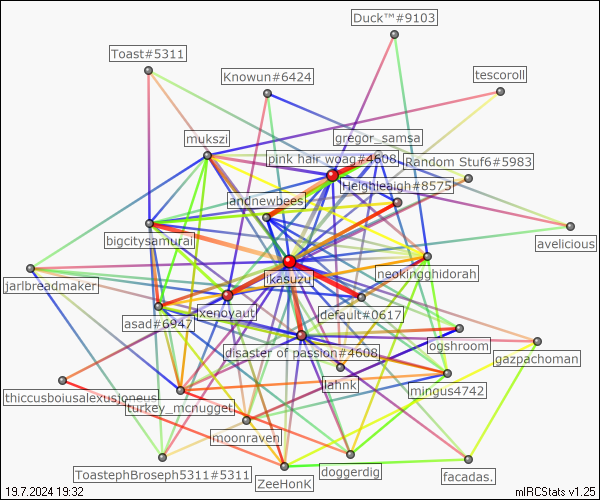 Duck™#9103
Toast#5311
Knowun#6424
tescoroll
mukszi
gregor_samsa
pink hair woag#4608
Random Stuf6#5983
Heighleaigh#8575
andnewbees
bigcitysamurai
avelicious
jarlbreadmaker
Ikasuzu
neokingghidorah
asad#6947
xenoyaut
default#0617
disaster of passion#4608
ogshroom
gazpachoman
thiccusboiusalexusjoneus
lahnk
mingus4742
turkey_mcnugget
moonraven
ToastephBroseph5311#5311
ZeeHonK
doggerdig
facadas.
19.7.2024 19:32
mIRCStats v1.25